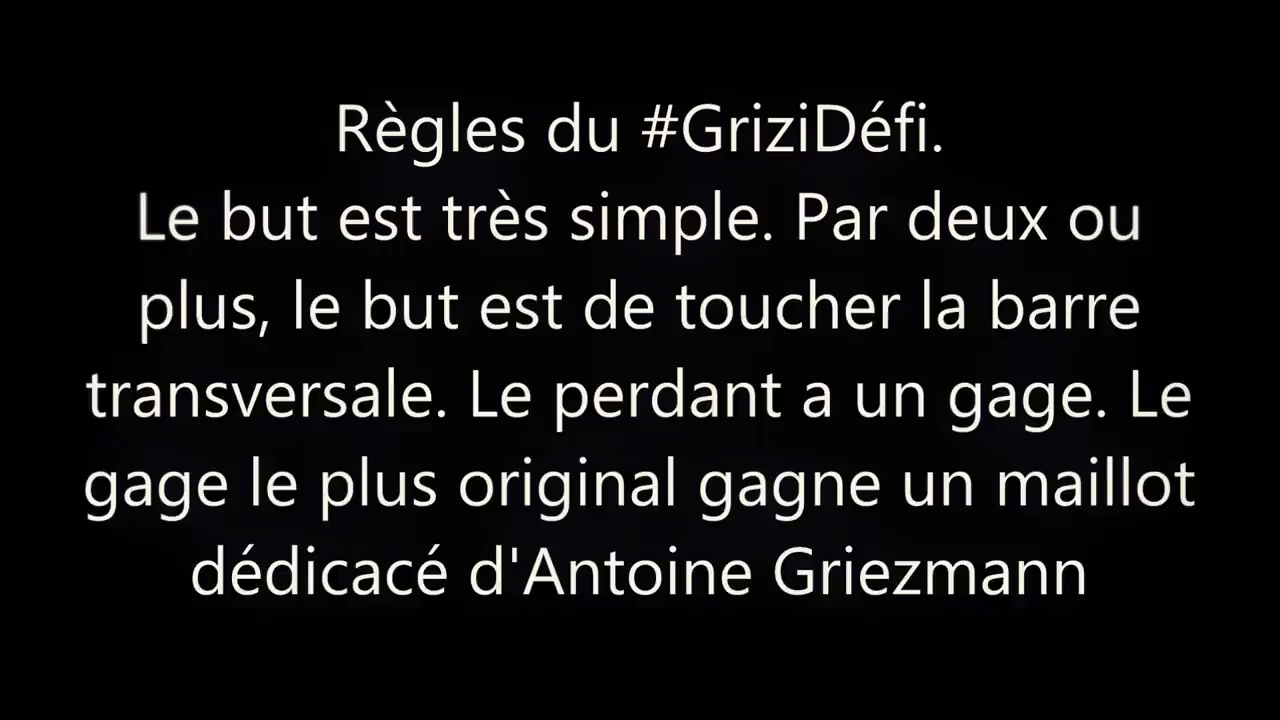 Règles du #GriziDéfi.
Le but est très simple. Par deux ou
plus, le but est de toucher la barre
transversale. Le perdant a un gage. Le
gage le plus original gagne un maillot
dédicacé d'Antoine Griezmann